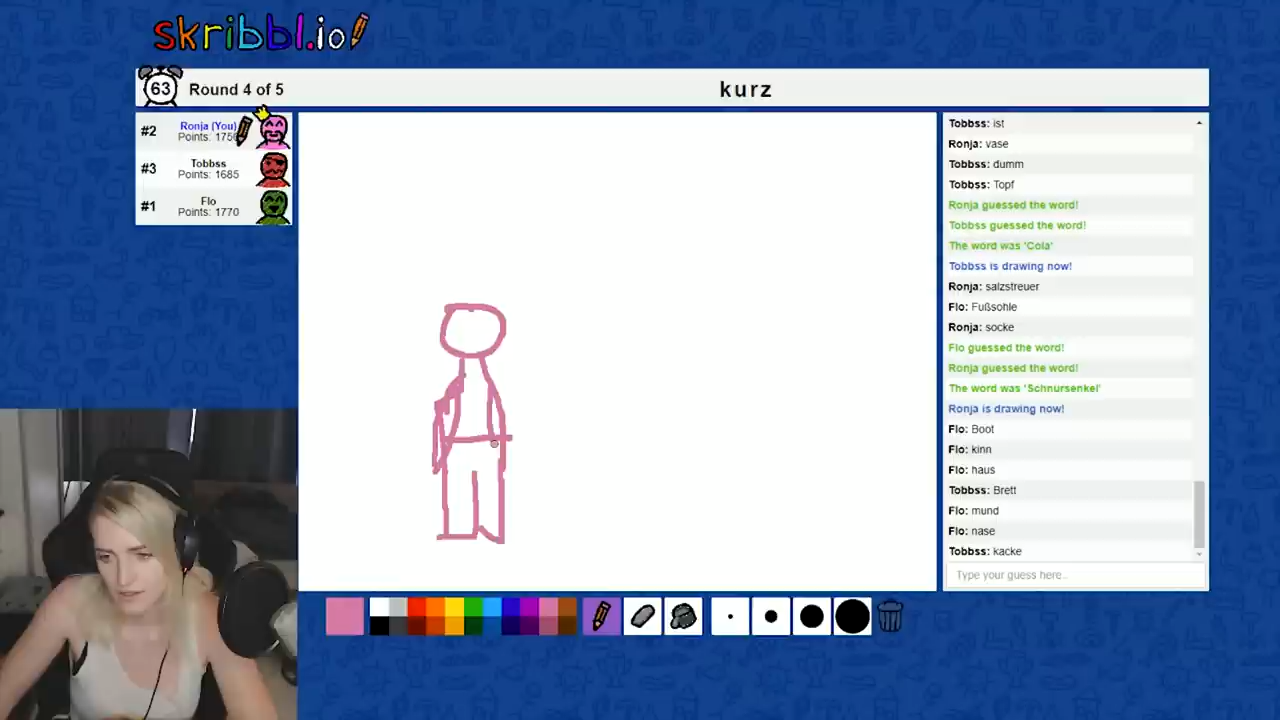 skribbl.io
63
Round 4 of 5
kurz
#2
Ronja (You)
Points: 1750
#3
Tobbss
Points: 1685
#1
Flo
Points: 1770
Tobbss: ist
Ronja: vase
Tobbss: dumm
Tobbss: Topf
Ronja guessed the word!
Tobbss guessed the word!
The word was 'Cola'
Tobbss is drawing now!
Ronja: salzstreuer
Flo: Fußsohle
Ronja: socke
Flo guessed the word!
Ronja guessed the word!
The word was 'Schnürsenkel'
Ronja is drawing now!
Flo: Boot
Flo: kinn
Flo: haus
Tobbss: Brett
Flo: mund
Flo: nase
Tobbss: kacke
Type your guess here..